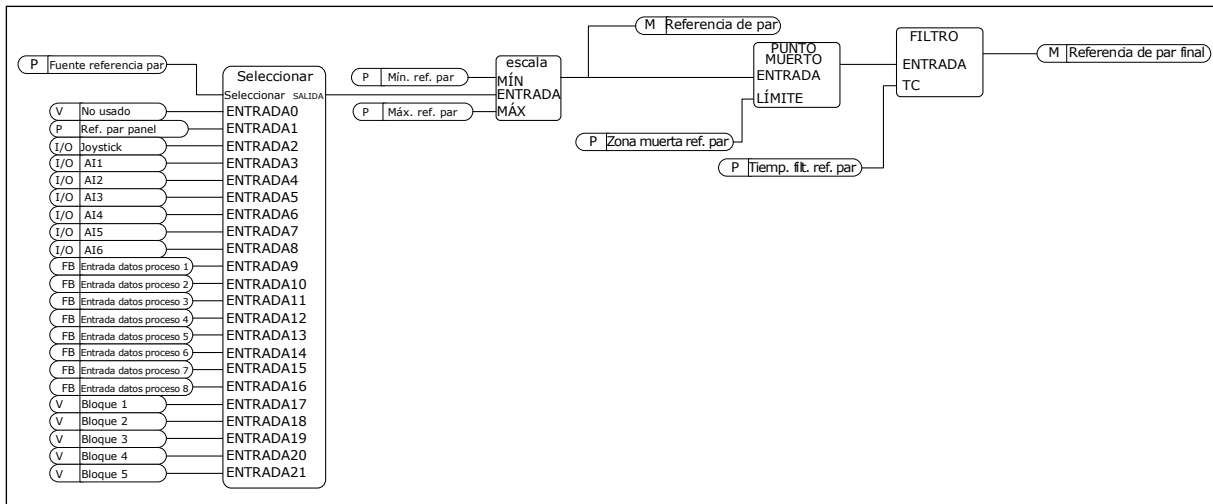 P Fuente referencia par
Seleccionar
Seleccionar SALIDA
V No usado
ENTRADA0
P Ref. par panel
ENTRADA1
I/O Joystick
ENTRADA2
I/O AI1
ENTRADA3
I/O AI2
ENTRADA4
I/O AI3
ENTRADA5
I/O AI4
ENTRADA6
I/O AI5
ENTRADA7
I/O AI6
ENTRADA8
FB Entrada datos proceso 1
ENTRADA9
FB Entrada datos proceso 2
ENTRADA10
FB Entrada datos proceso 3
ENTRADA11
FB Entrada datos proceso 4
ENTRADA12
FB Entrada datos proceso 5
ENTRADA13
FB Entrada datos proceso 6
ENTRADA14
FB Entrada datos proceso 7
ENTRADA15
FB Entrada datos proceso 8
ENTRADA16
V Bloque 1
ENTRADA17
V Bloque 2
ENTRADA18
V Bloque 3
ENTRADA19
V Bloque 4
ENTRADA20
V Bloque 5
ENTRADA21
P Mín. ref. par
P Máx. ref. par
escala
MÍN
ENTRADA
MÁX
M Referencia de par
PUNTO
MUERTO
ENTRADA
LÍMITE
P Zona muerta ref. par
P Tiemp. filt. ref. par
FILTRO
ENTRADA
TC
M Referencia de par final